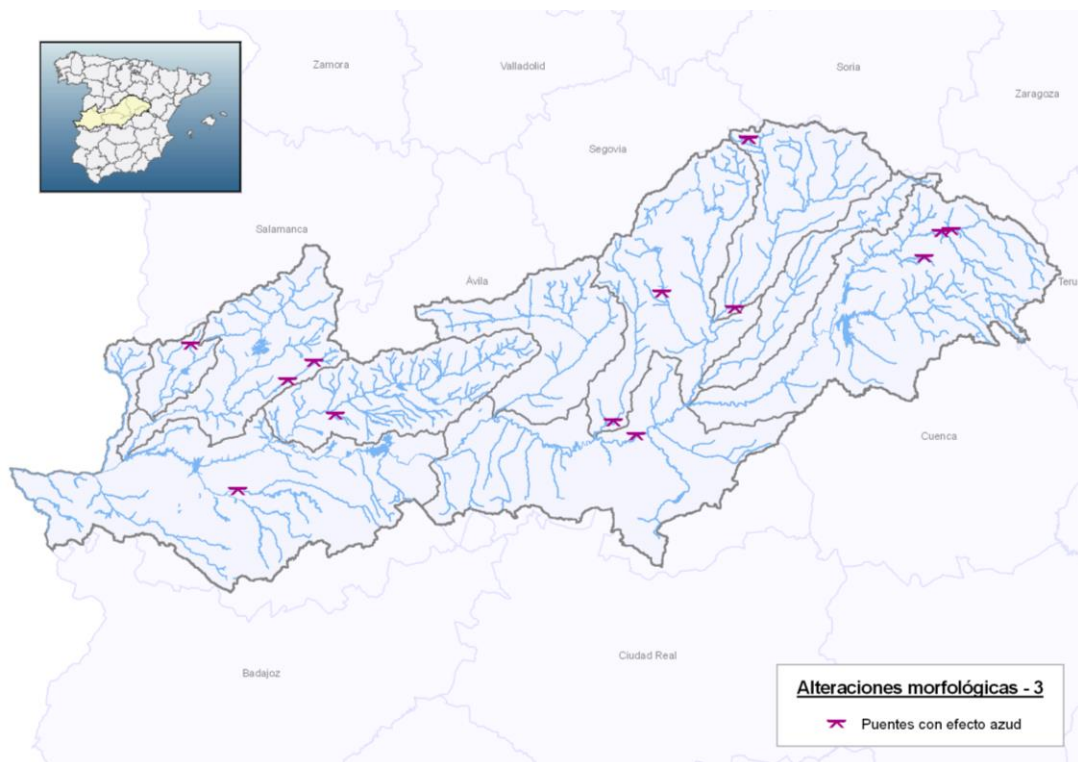 Zamora
Valladolid
Soria
Zaragoza
Segovia
Salamanca
Ávila
Teru
Cuenca
Ciudad Real
Badajoz
Alteraciones morfológicas - 3
Puentes con efecto azud